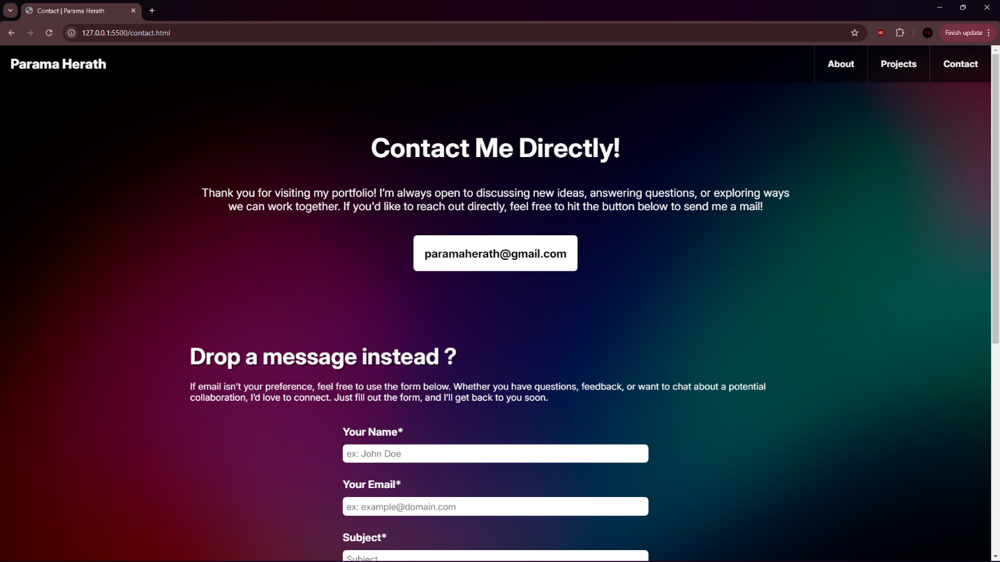 Contact | Parama Herath
127.0.0.1:5500/contact.html
Finish update
Parama Herath
About
Projects
Contact
Contact Me Directly!
Thank you for visiting my portfolio! I’m always open to discussing new ideas, answering questions, or exploring ways
we can work together. If you'd like to reach out directly, feel free to hit the button below to send me a mail!
paramaherath@gmail.com
Drop a message instead ?
If email isn’t your preference, feel free to use the form below. Whether you have questions, feedback, or want to chat about a potential
collaboration, I’d love to connect. Just fill out the form, and I’ll get back to you soon.
Your Name*
ex: John Doe
Your Email*
ex: example@domain.com
Subject*
Subject